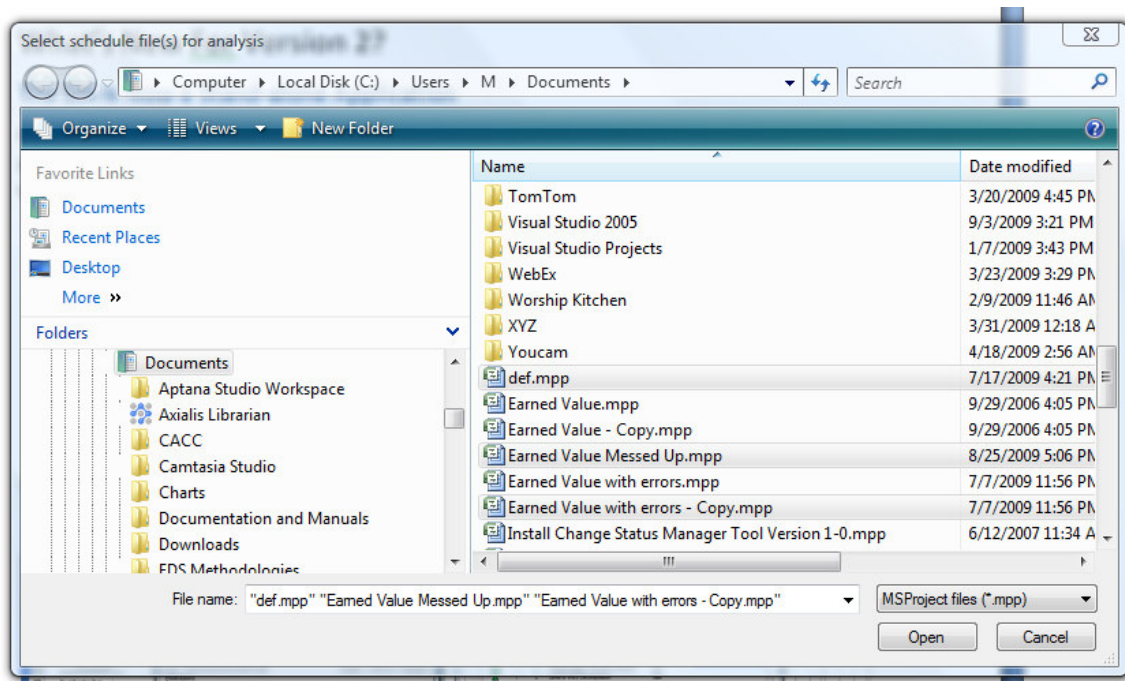 Select schedule file(s) for analysis
Computer Local Disk (C:) Users M Documents Search
Organize Views New Folder
Favorite Links
Documents
Recent Places
Desktop
More »
Folders
Documents
Aptana Studio Workspace
Axialis Librarian
CACC
Camtasia Studio
Charts
Documentation and Manuals
Downloads
EDS Methodologies
Name Date modified
TomTom 3/20/2009 4:45 PM
Visual Studio 2005 9/3/2009 3:21 PM
Visual Studio Projects 1/7/2009 3:43 PM
WebEx 3/23/2009 3:29 PM
Worship Kitchen 2/9/2009 11:46 AM
XYZ 3/31/2009 12:18 A
Youcam 4/18/2009 2:56 AM
def.mpp 7/17/2009 4:21 PM
Earned Value.mpp 9/29/2006 4:05 PM
Earned Value - Copy.mpp 9/29/2006 4:05 PM
Earned Value Messed Up.mpp 8/25/2009 5:06 PM
Earned Value with errors.mpp 7/7/2009 11:56 PM
Earned Value with errors - Copy.mpp 7/7/2009 11:56 PM
Install Change Status Manager Tool Version 1-0.mpp 6/12/2007 11:34 A
File name: "def.mpp" "Earned Value Messed Up.mpp" "Earned Value with errors - Copy.mpp" MSProject files (*.mpp)
Open Cancel